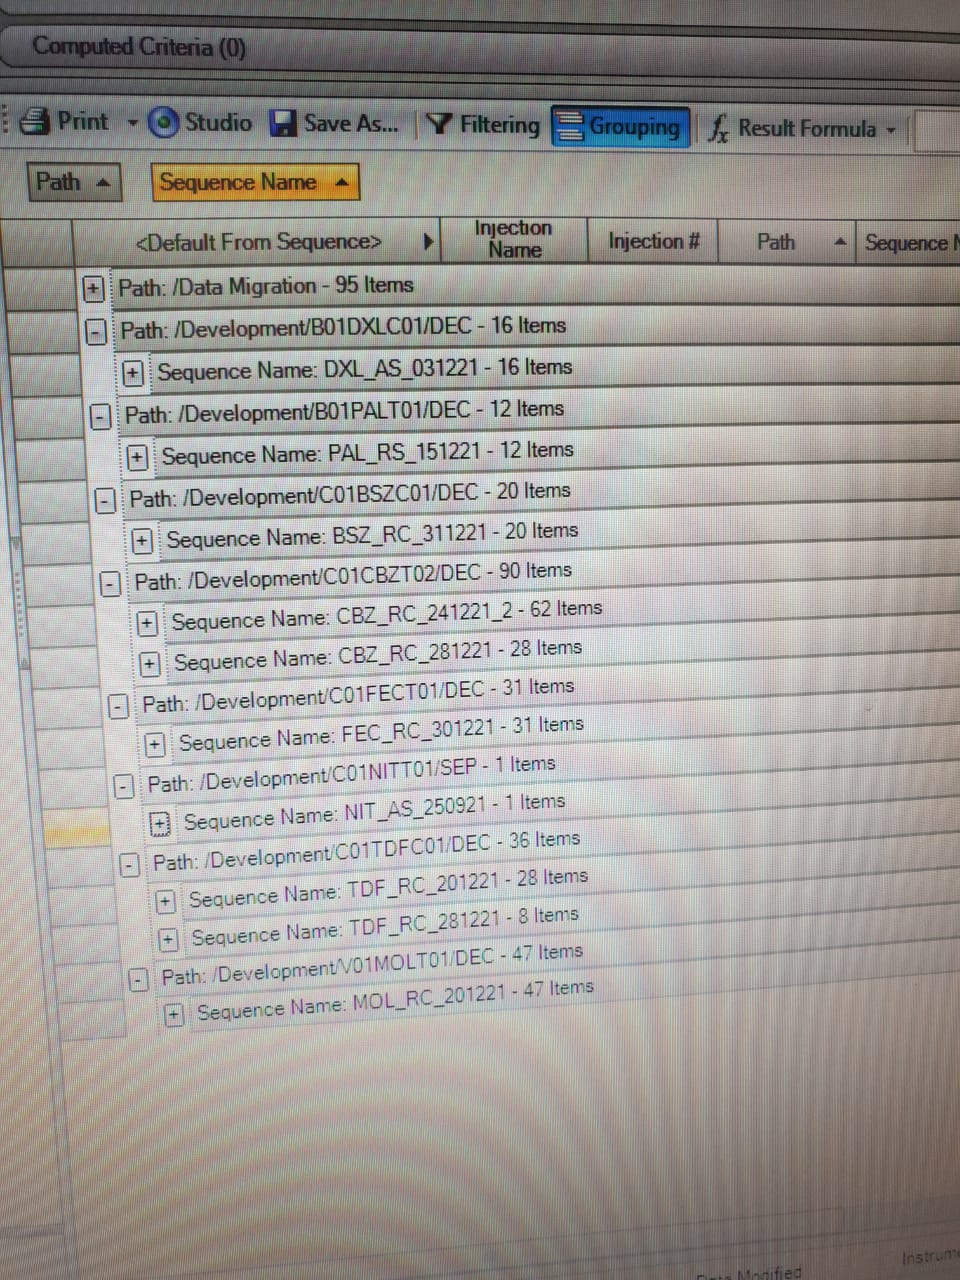 Computed Criteria (0)
Print Studio Save As... Filtering Grouping fx Result Formula
Path Sequence Name
<Default From Sequence> Injection Name Injection # Path Sequence
Path: /Data Migration - 95 Items
Path: /Development/B01DXLC01/DEC - 16 Items
Sequence Name: DXL_AS_031221 - 16 Items
Path: /Development/B01PALT01/DEC - 12 Items
Sequence Name: PAL_RS_151221 - 12 Items
Path: /Development/C01BSZC01/DEC - 20 Items
Sequence Name: BSZ_RC_311221 - 20 Items
Path: /Development/C01CBZT02/DEC - 90 Items
Sequence Name: CBZ_RC_241221_2 - 62 Items
Sequence Name: CBZ_RC_281221 - 28 Items
Path: /Development/C01FECT01/DEC - 31 Items
Sequence Name: FEC_RC_301221 - 31 Items
Path: /Development/C01NITT01/SEP - 1 Items
Sequence Name: NIT_AS_250921 - 1 Items
Path: /Development/C01TDFC01/DEC - 36 Items
Sequence Name: TDF_RC_201221 - 28 Items
Sequence Name: TDF_RC_281221 - 8 Items
Path: /Development/V01MOLT01/DEC - 47 Items
Sequence Name: MOL_RC_201221 - 47 Items
Date Modified Instrum